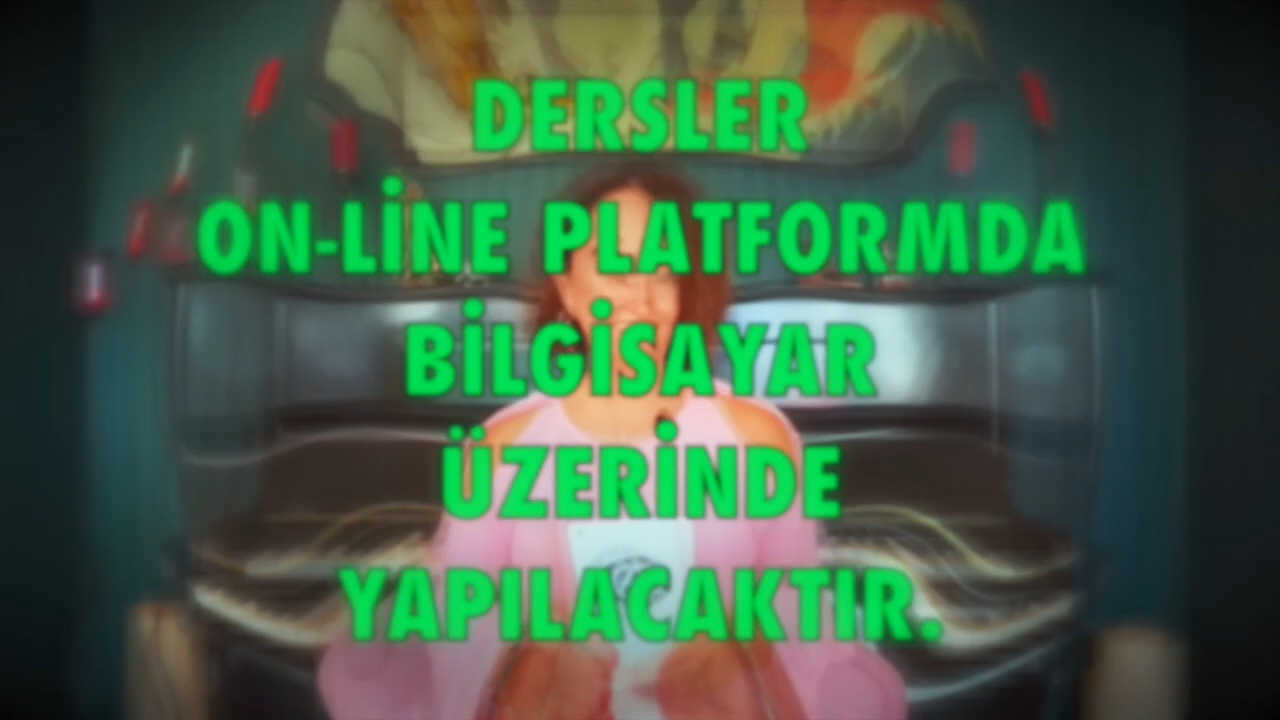 DERSLER
ON-LİNE PLATFORMDA
BİLGİSAYAR
ÜZERİNDE
YAPILACAKTIR.